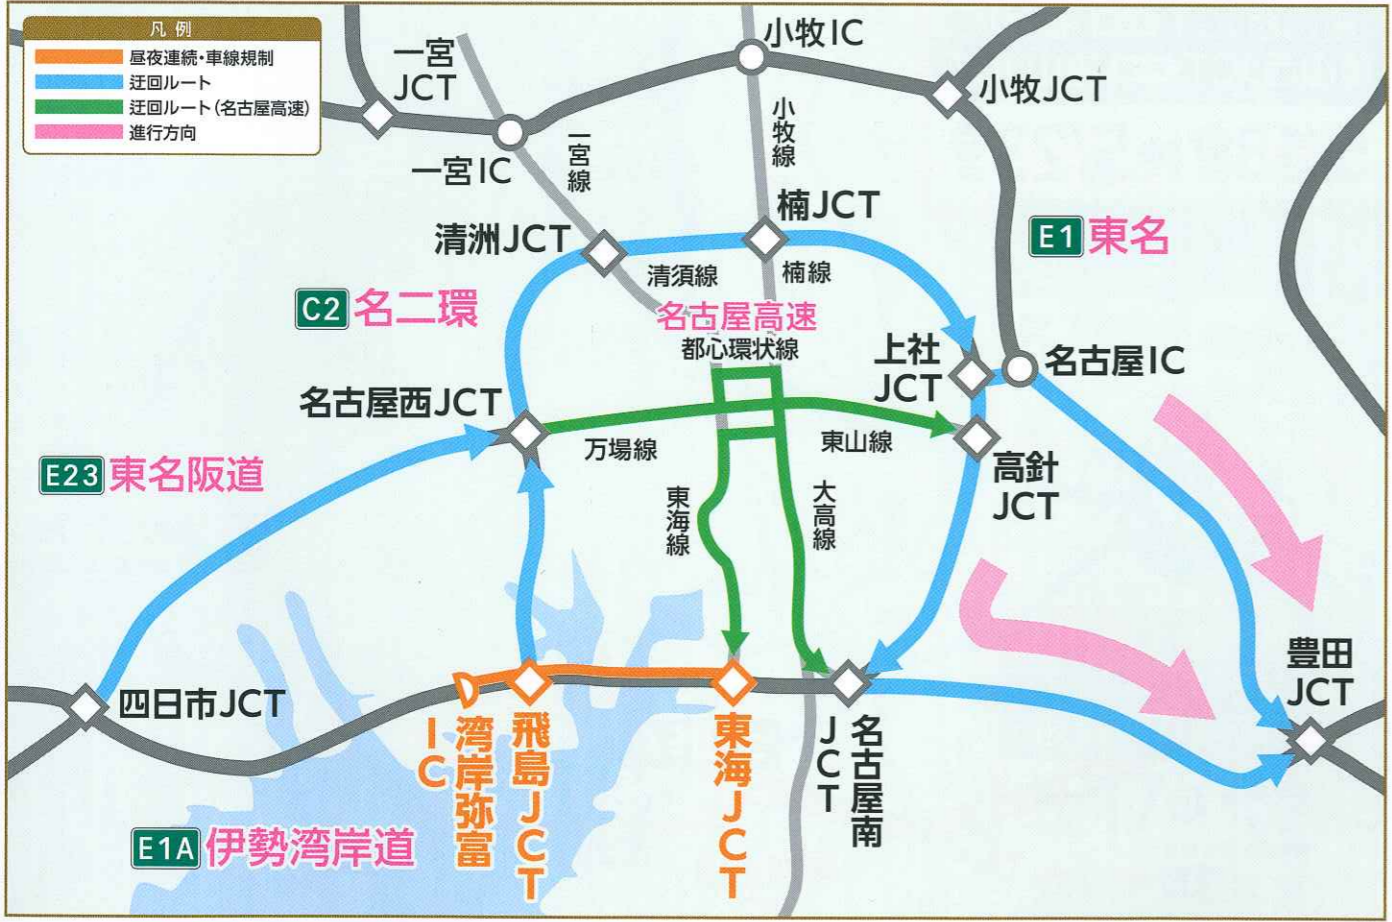 凡例
昼夜連続・車線規制
迂回ルート
迂回ルート(名古屋高速)
進行方向
一宮
JCT
小牧IC
小牧JCT
一宮IC
一宮線
小牧線
清洲JCT
楠JCT
E1 東名
清須線
楠線
C2 名二環
名古屋高速
都心環状線
上社
JCT
名古屋IC
名古屋西JCT
万場線
東山線
E23 東名阪道
高針
JCT
東海線
大高線
豊田
JCT
四日市JCT
湾岸弥富
IC
飛島JCT
東海JCT
名古屋南
JCT
E1A 伊勢湾岸道